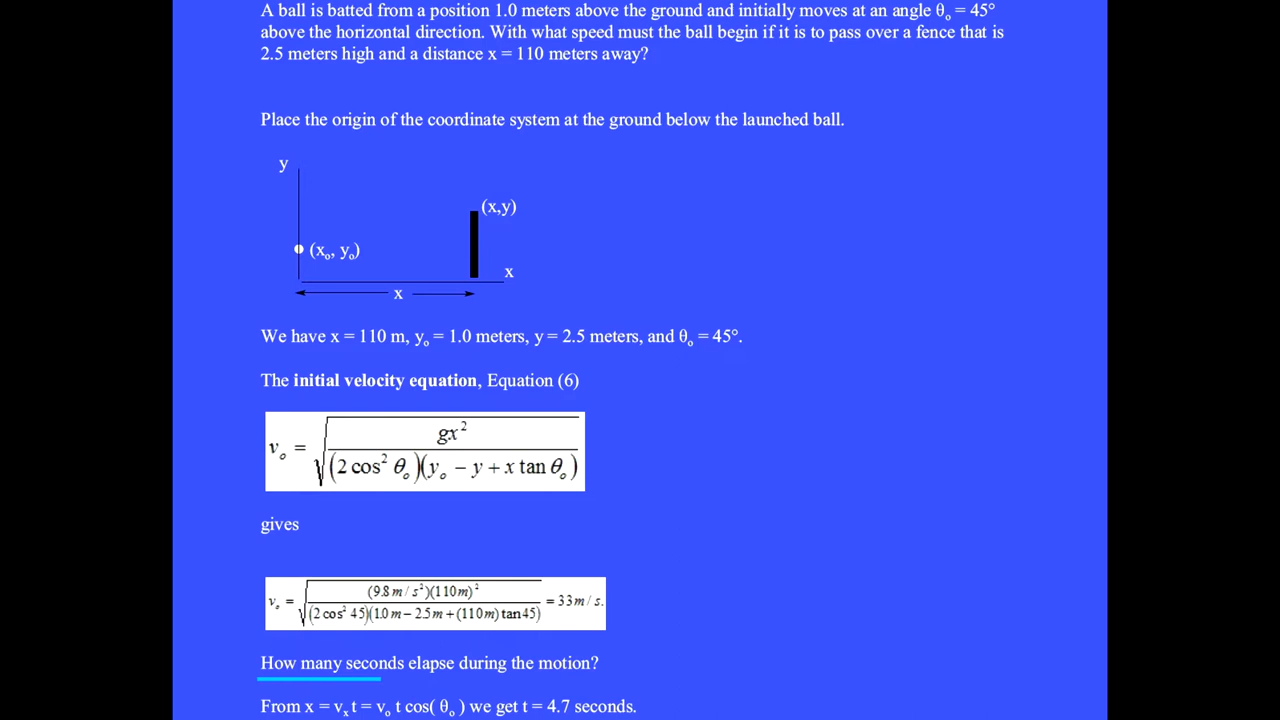 A ball is batted from a position 1.0 meters above the ground and initially moves at an angle θₒ = 45°
above the horizontal direction. With what speed must the ball begin if it is to pass over a fence that is
2.5 meters high and a distance x = 110 meters away?
Place the origin of the coordinate system at the ground below the launched ball.
y
(x,y)
(xₒ, yₒ)
x
x
We have x = 110 m, yₒ = 1.0 meters, y = 2.5 meters, and θₒ = 45°.
The initial velocity equation, Equation (6)
vₒ = √(gx² / (2 cos² θₒ)(yₒ − y + x tan θₒ))
gives
vₒ = √((9.8 m/s²)(110m)² / (2 cos² 45)(1.0 m − 2.5 m + (110 m) tan 45)) = 33 m/s.
How many seconds elapse during the motion?
From x = vₓt = vₒ t cos( θₒ ) we get t = 4.7 seconds.